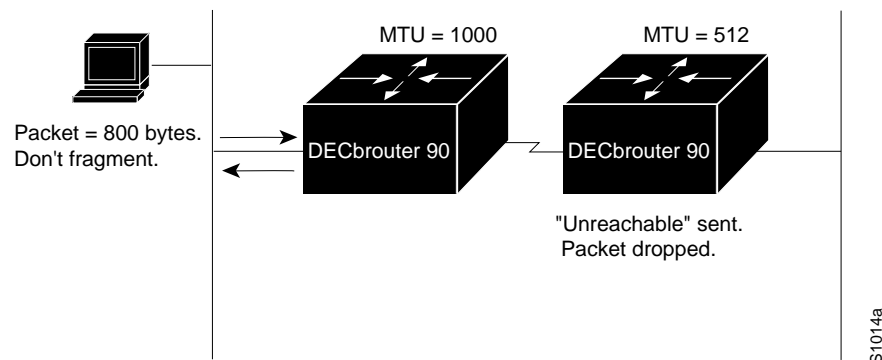 MTU = 1000
MTU = 512
Packet = 800 bytes.
Don't fragment.
DECbrouter 90
DECbrouter 90
"Unreachable" sent.
Packet dropped.
S1014a